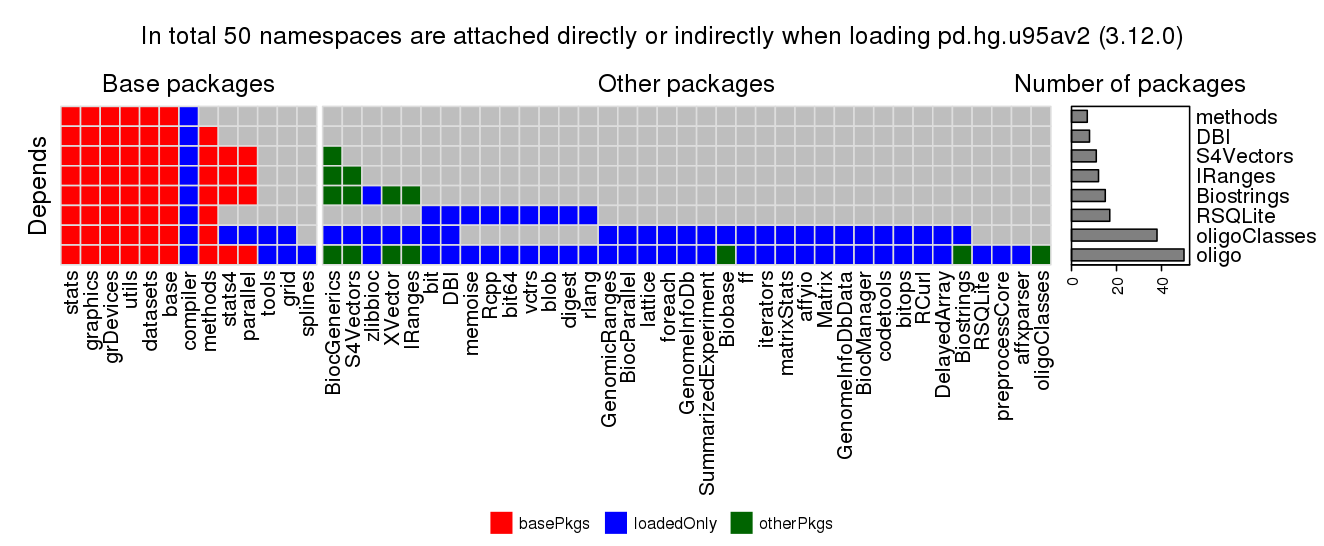 In total 50 namespaces are attached directly or indirectly when loading pd.hg.u95av2 (3.12.0)
Base packages
Other packages
Number of packages
Depends
methods
DBI
S4Vectors
IRanges
Biostrings
RSQLite
oligoClasses
oligo
0
20
40
stats
graphics
grDevices
utils
datasets
base
compiler
methods
stats4
parallel
tools
grid
splines
BiocGenerics
S4Vectors
zlibbioc
XVector
IRanges
bit
DBI
memoise
Rcpp
bit64
vctrs
blob
digest
rlang
GenomicRanges
BiocParallel
lattice
foreach
GenomeInfoDb
SummarizedExperiment
Biobase
ff
iterators
matrixStats
affyio
Matrix
GenomeInfoDbData
BiocManager
codetools
bitops
RCurl
DelayedArray
Biostrings
RSQLite
preprocessCore
affxparser
oligoClasses
basePkgs
loadedOnly
otherPkgs